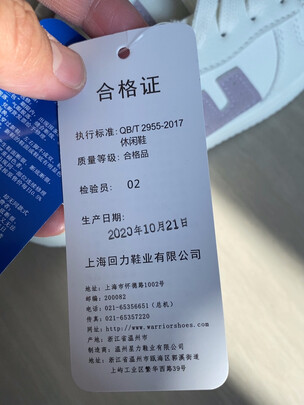 合格证
执行标准: QB/T 2955-2017
休闲鞋
质量等级: 合格品
检验员: 02
生产日期:
2020年10月21日
上海回力鞋业有限公司
地址: 上海市怀德路1002号
邮编: 200082
电话: 021-65356651 (总机)
传真: 021-65357220
网址: http://www.warriorshoes.com
产地: 浙江省温州市
制造商: 温州星力鞋业有限公司
地址: 浙江省温州市瓯海区郭溪街道
上屿工业区繁华西路39号